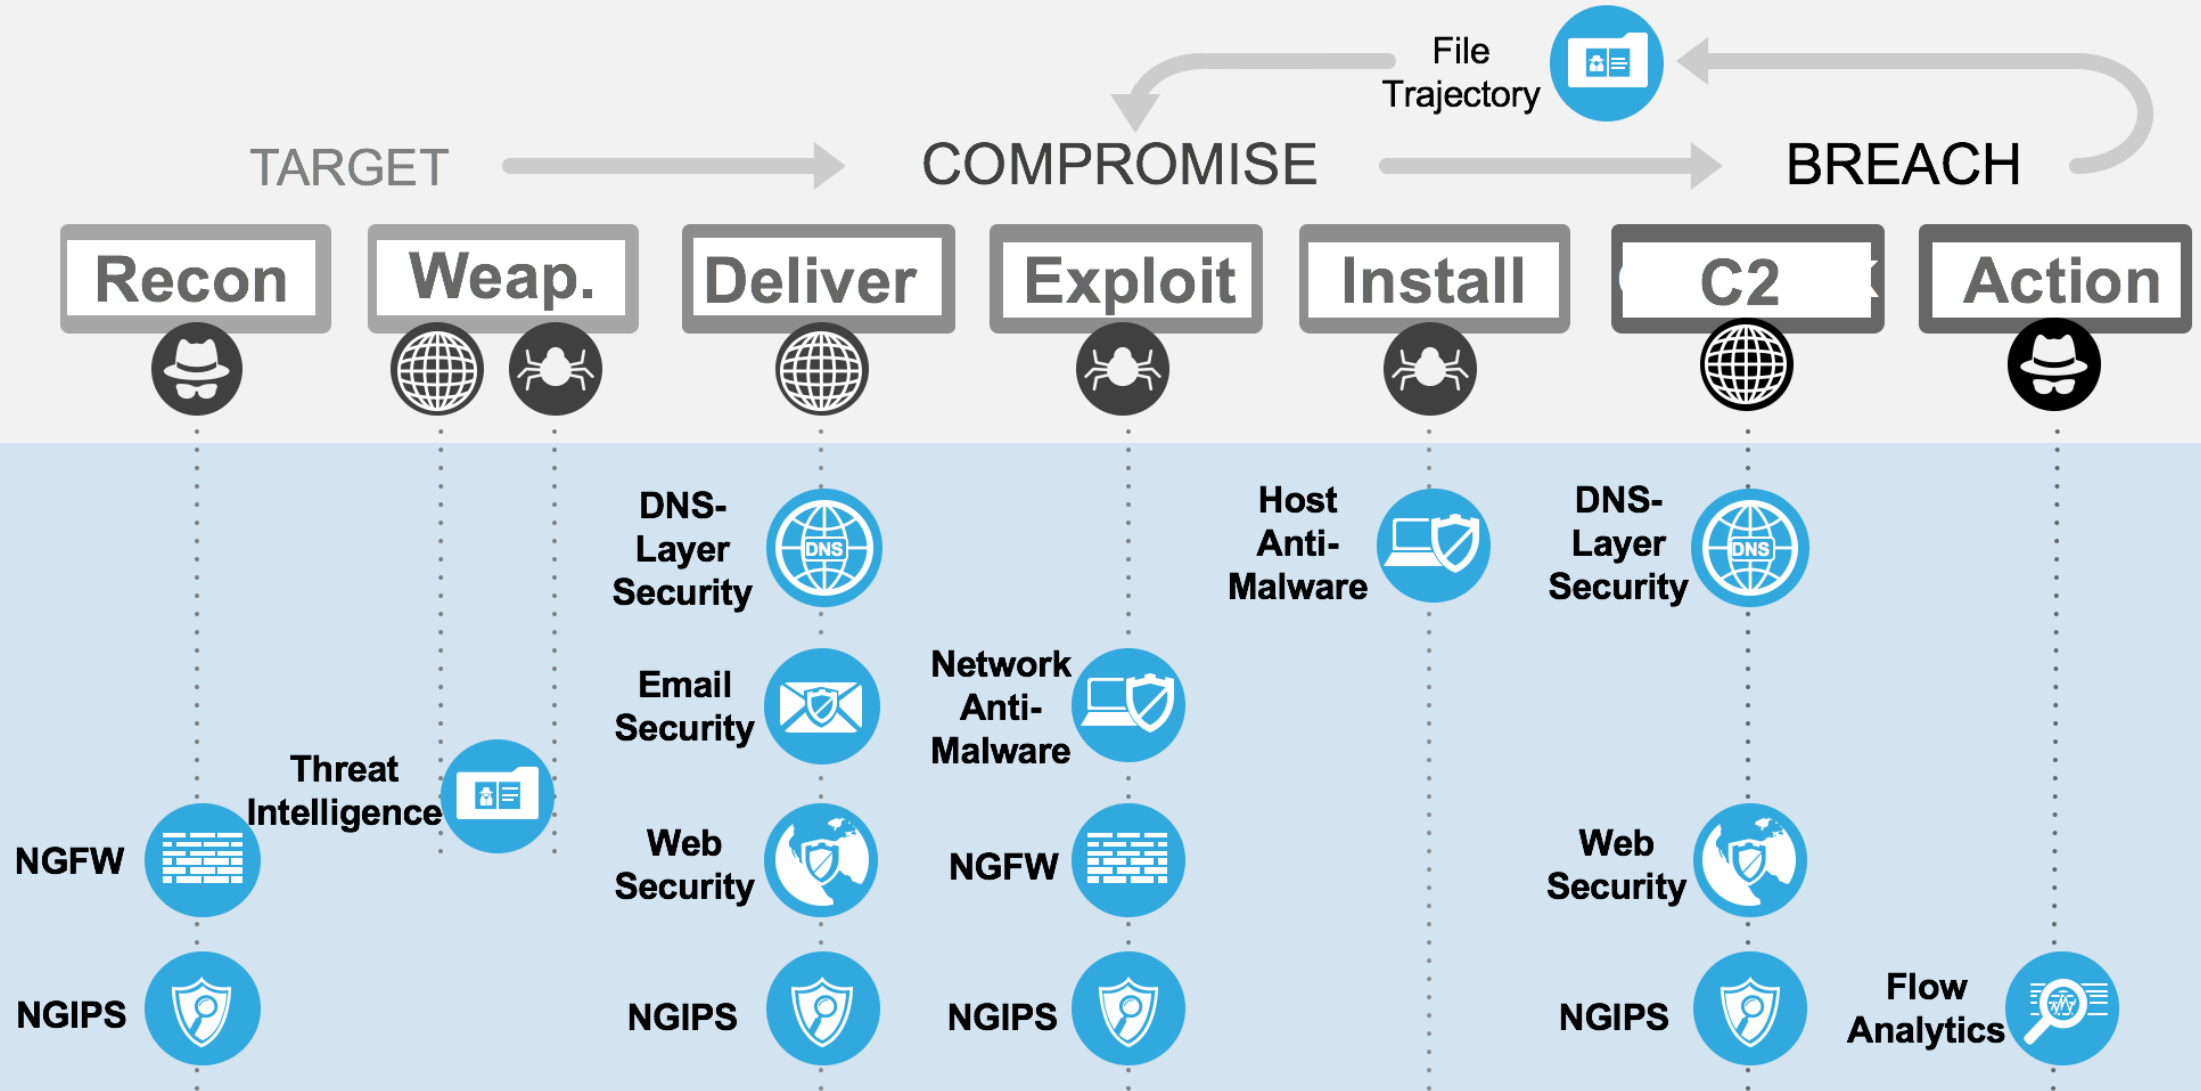 File
Trajectory
TARGET
COMPROMISE
BREACH
Recon
Weap.
Deliver
Exploit
Install
C2
Action
DNS-
Layer
Security
DNS
Host
Anti-
Malware
DNS-
Layer
Security
DNS
Email
Security
Network
Anti-
Malware
Threat
Intelligence
NGFW
Web
Security
NGFW
Web
Security
NGIPS
NGIPS
NGIPS
NGIPS
Flow
Analytics